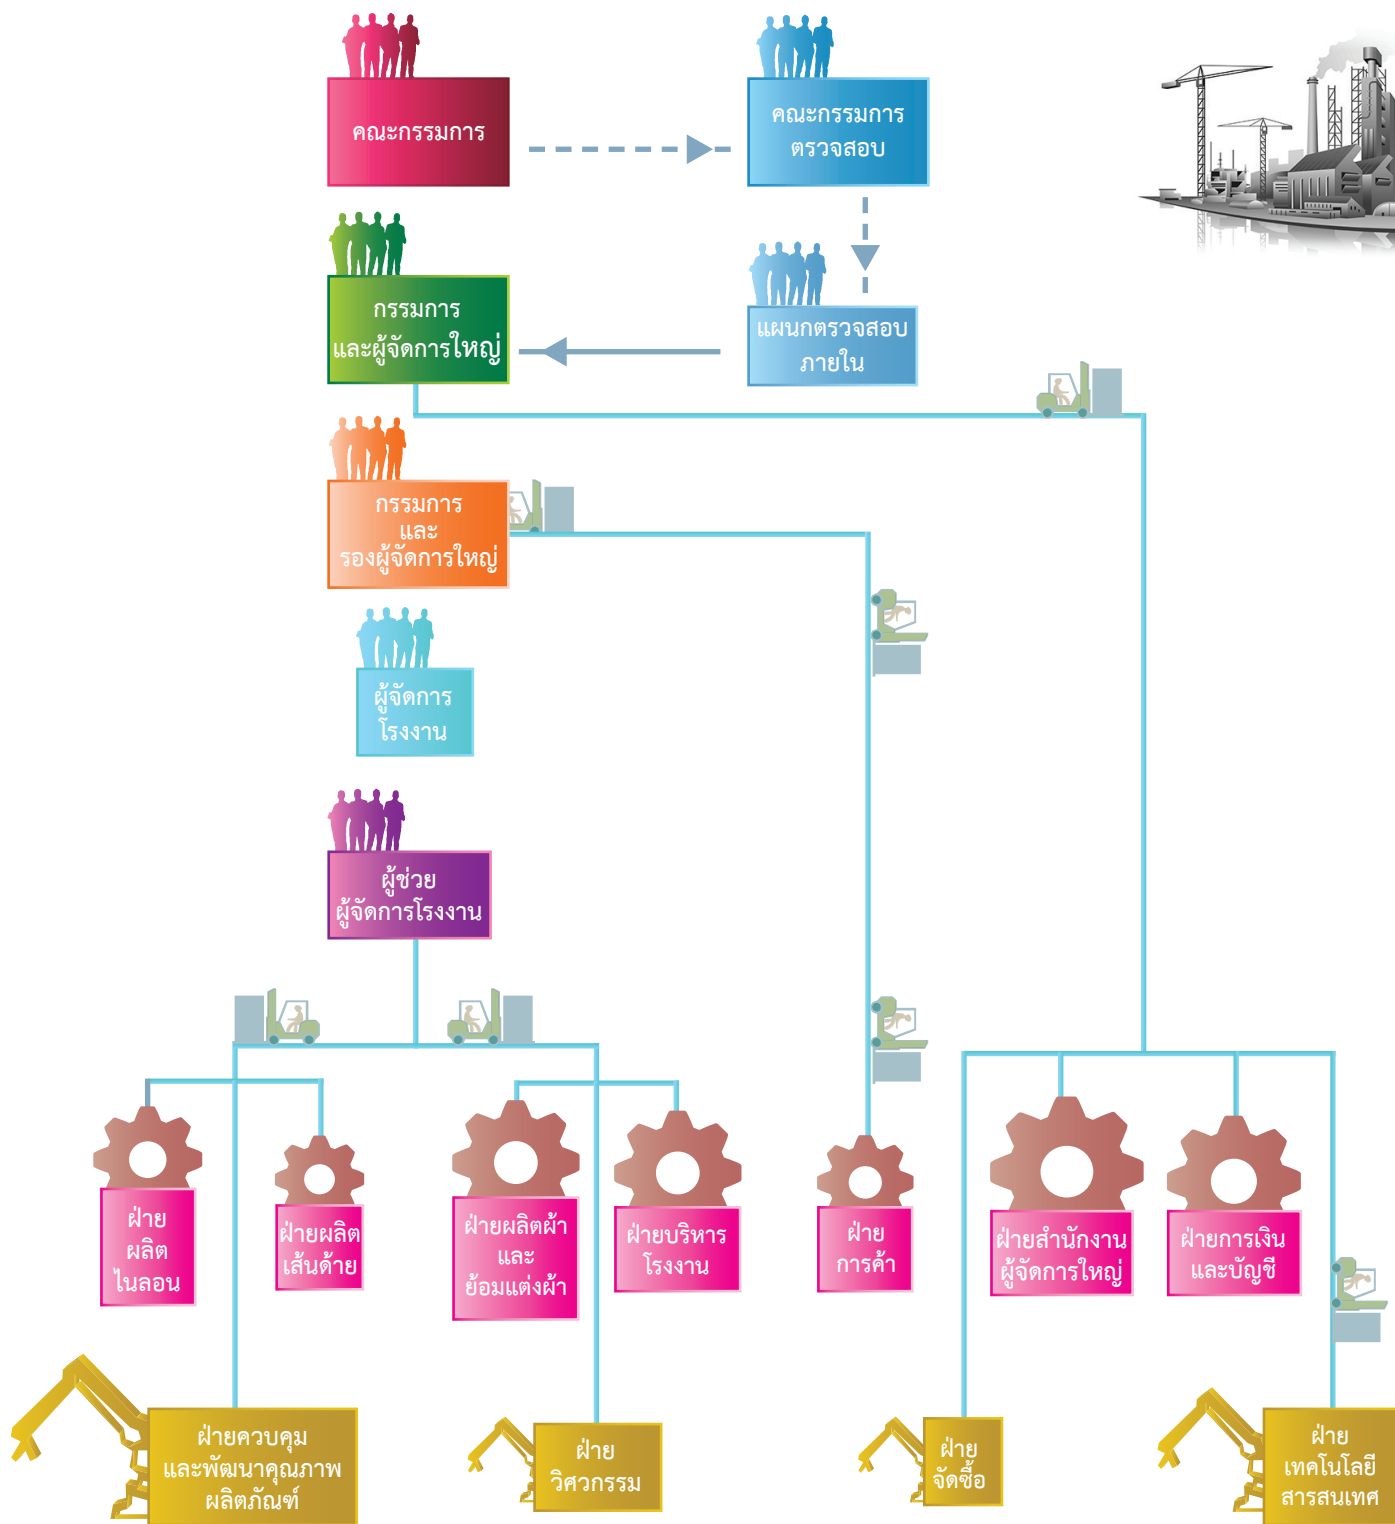 คณะกรรมการ
คณะกรรมการ
ตรวจสอบ
กรรมการ
และผู้จัดการใหญ่
แผนกตรวจสอบ
ภายใน
กรรมการ
และ
รองผู้จัดการใหญ่
ผู้จัดการ
โรงงาน
ผู้ช่วย
ผู้จัดการโรงงาน
ฝ่าย
ผลิต
ไนลอน
ฝ่ายผลิต
เส้นด้าย
ฝ่ายผลิตผ้า
และ
ย้อมแต่งผ้า
ฝ่ายบริหาร
โรงงาน
ฝ่าย
การค้า
ฝ่ายสำนักงาน
ผู้จัดการใหญ่
ฝ่ายการเงิน
และบัญชี
ฝ่ายควบคุม
และพัฒนาคุณภาพ
ผลิตภัณฑ์
ฝ่าย
วิศวกรรม
ฝ่าย
จัดซื้อ
ฝ่าย
เทคโนโลยี
สารสนเทศ